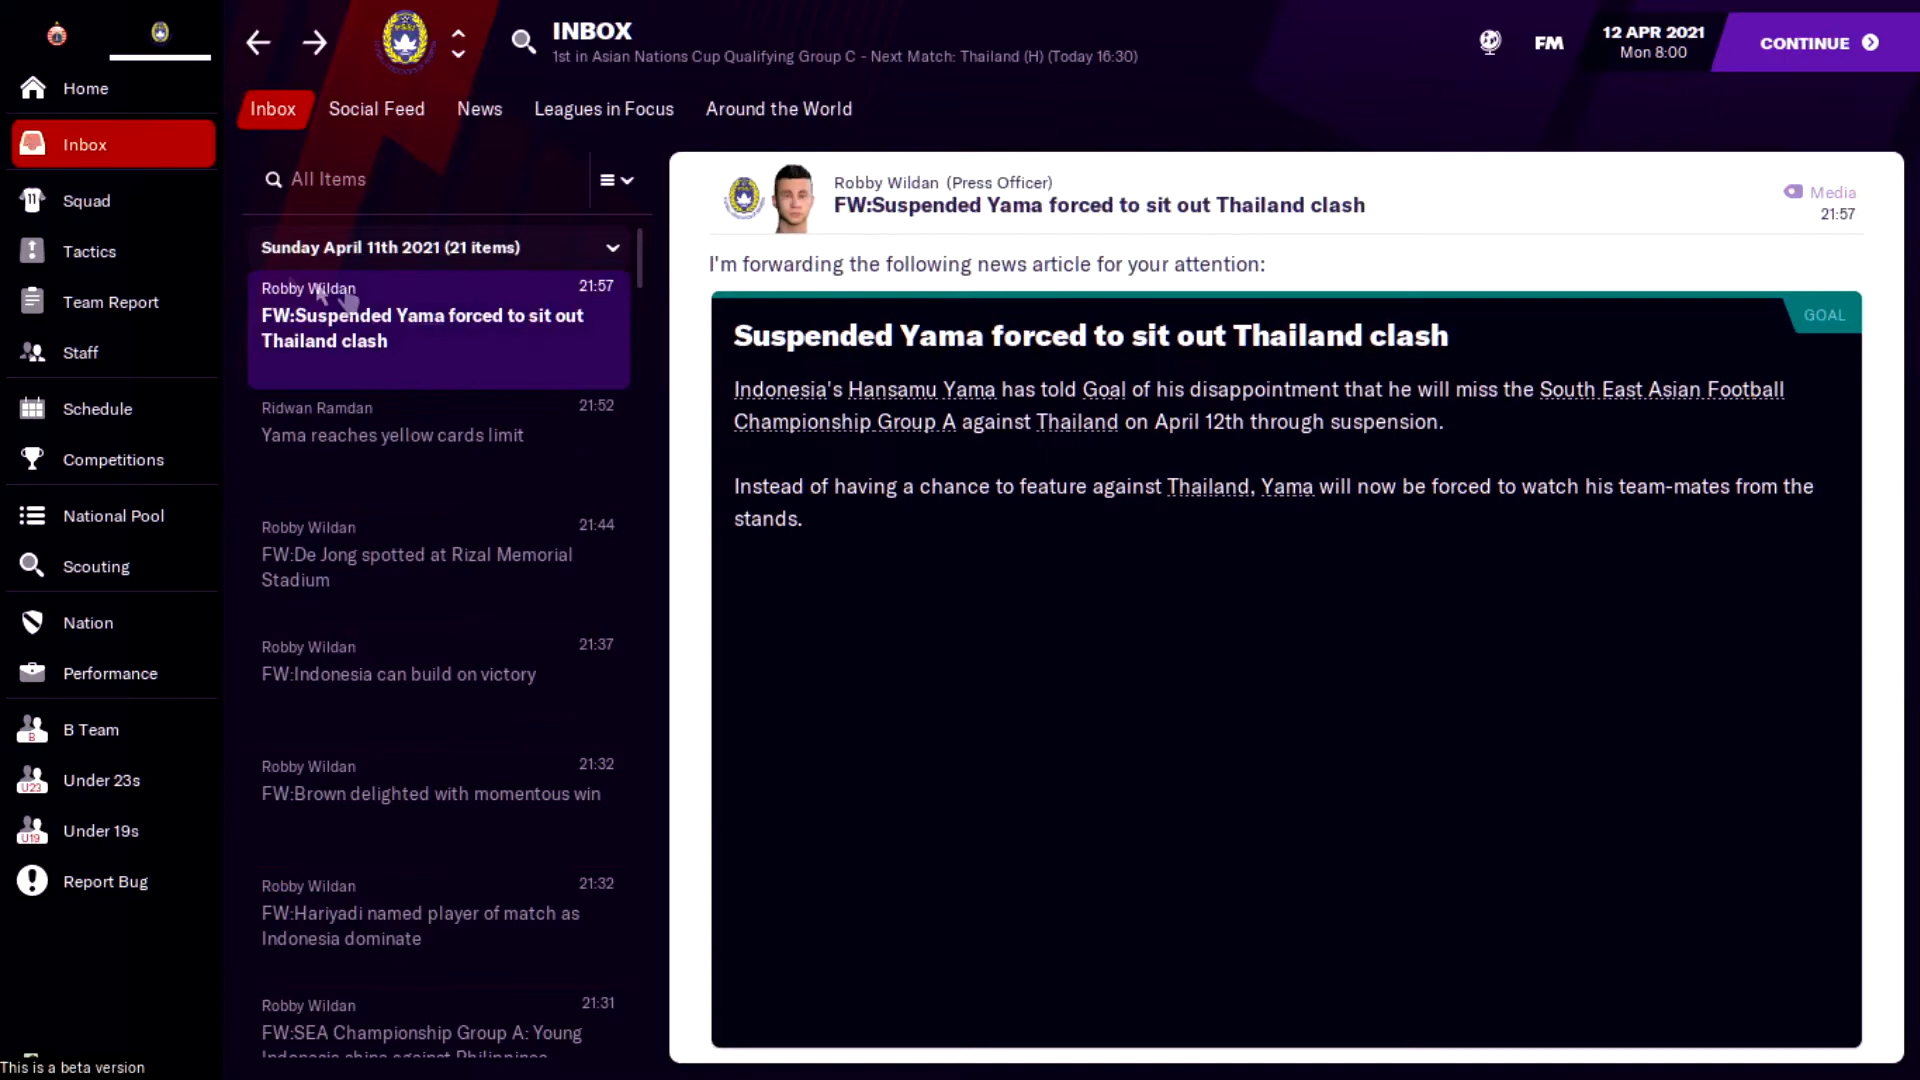 INBOX
1st in Asian Nations Cup Qualifying Group C - Next Match: Thailand (H) (Today 16:30)
FM
12 APR 2021
Mon 8:00
CONTINUE
Home
Inbox
Squad
Tactics
Team Report
Staff
Schedule
Competitions
National Pool
Scouting
Nation
Performance
B
B Team
U23
Under 23s
U19
Under 19s
Report Bug
This is a beta version
Inbox
Social Feed
News
Leagues in Focus
Around the World
All Items
Sunday April 11th 2021 (21 items)
Robby Wildan
21:57
FW:Suspended Yama forced to sit out
Thailand clash
Ridwan Ramdan
21:52
Yama reaches yellow cards limit
Robby Wildan
21:44
FW:De Jong spotted at Rizal Memorial
Stadium
Robby Wildan
21:37
FW:Indonesia can build on victory
Robby Wildan
21:32
FW:Brown delighted with momentous win
Robby Wildan
21:32
FW:Hariyadi named player of match as
Indonesia dominate
Robby Wildan
21:31
FW:SEA Championship Group A: Young
Robby Wildan (Press Officer)
FW:Suspended Yama forced to sit out Thailand clash
Media
21:57
I'm forwarding the following news article for your attention:
GOAL
Suspended Yama forced to sit out Thailand clash
Indonesia's Hansamu Yama has told Goal of his disappointment that he will miss the South East Asian Football
Championship Group A against Thailand on April 12th through suspension.
Instead of having a chance to feature against Thailand, Yama will now be forced to watch his team-mates from the
stands.